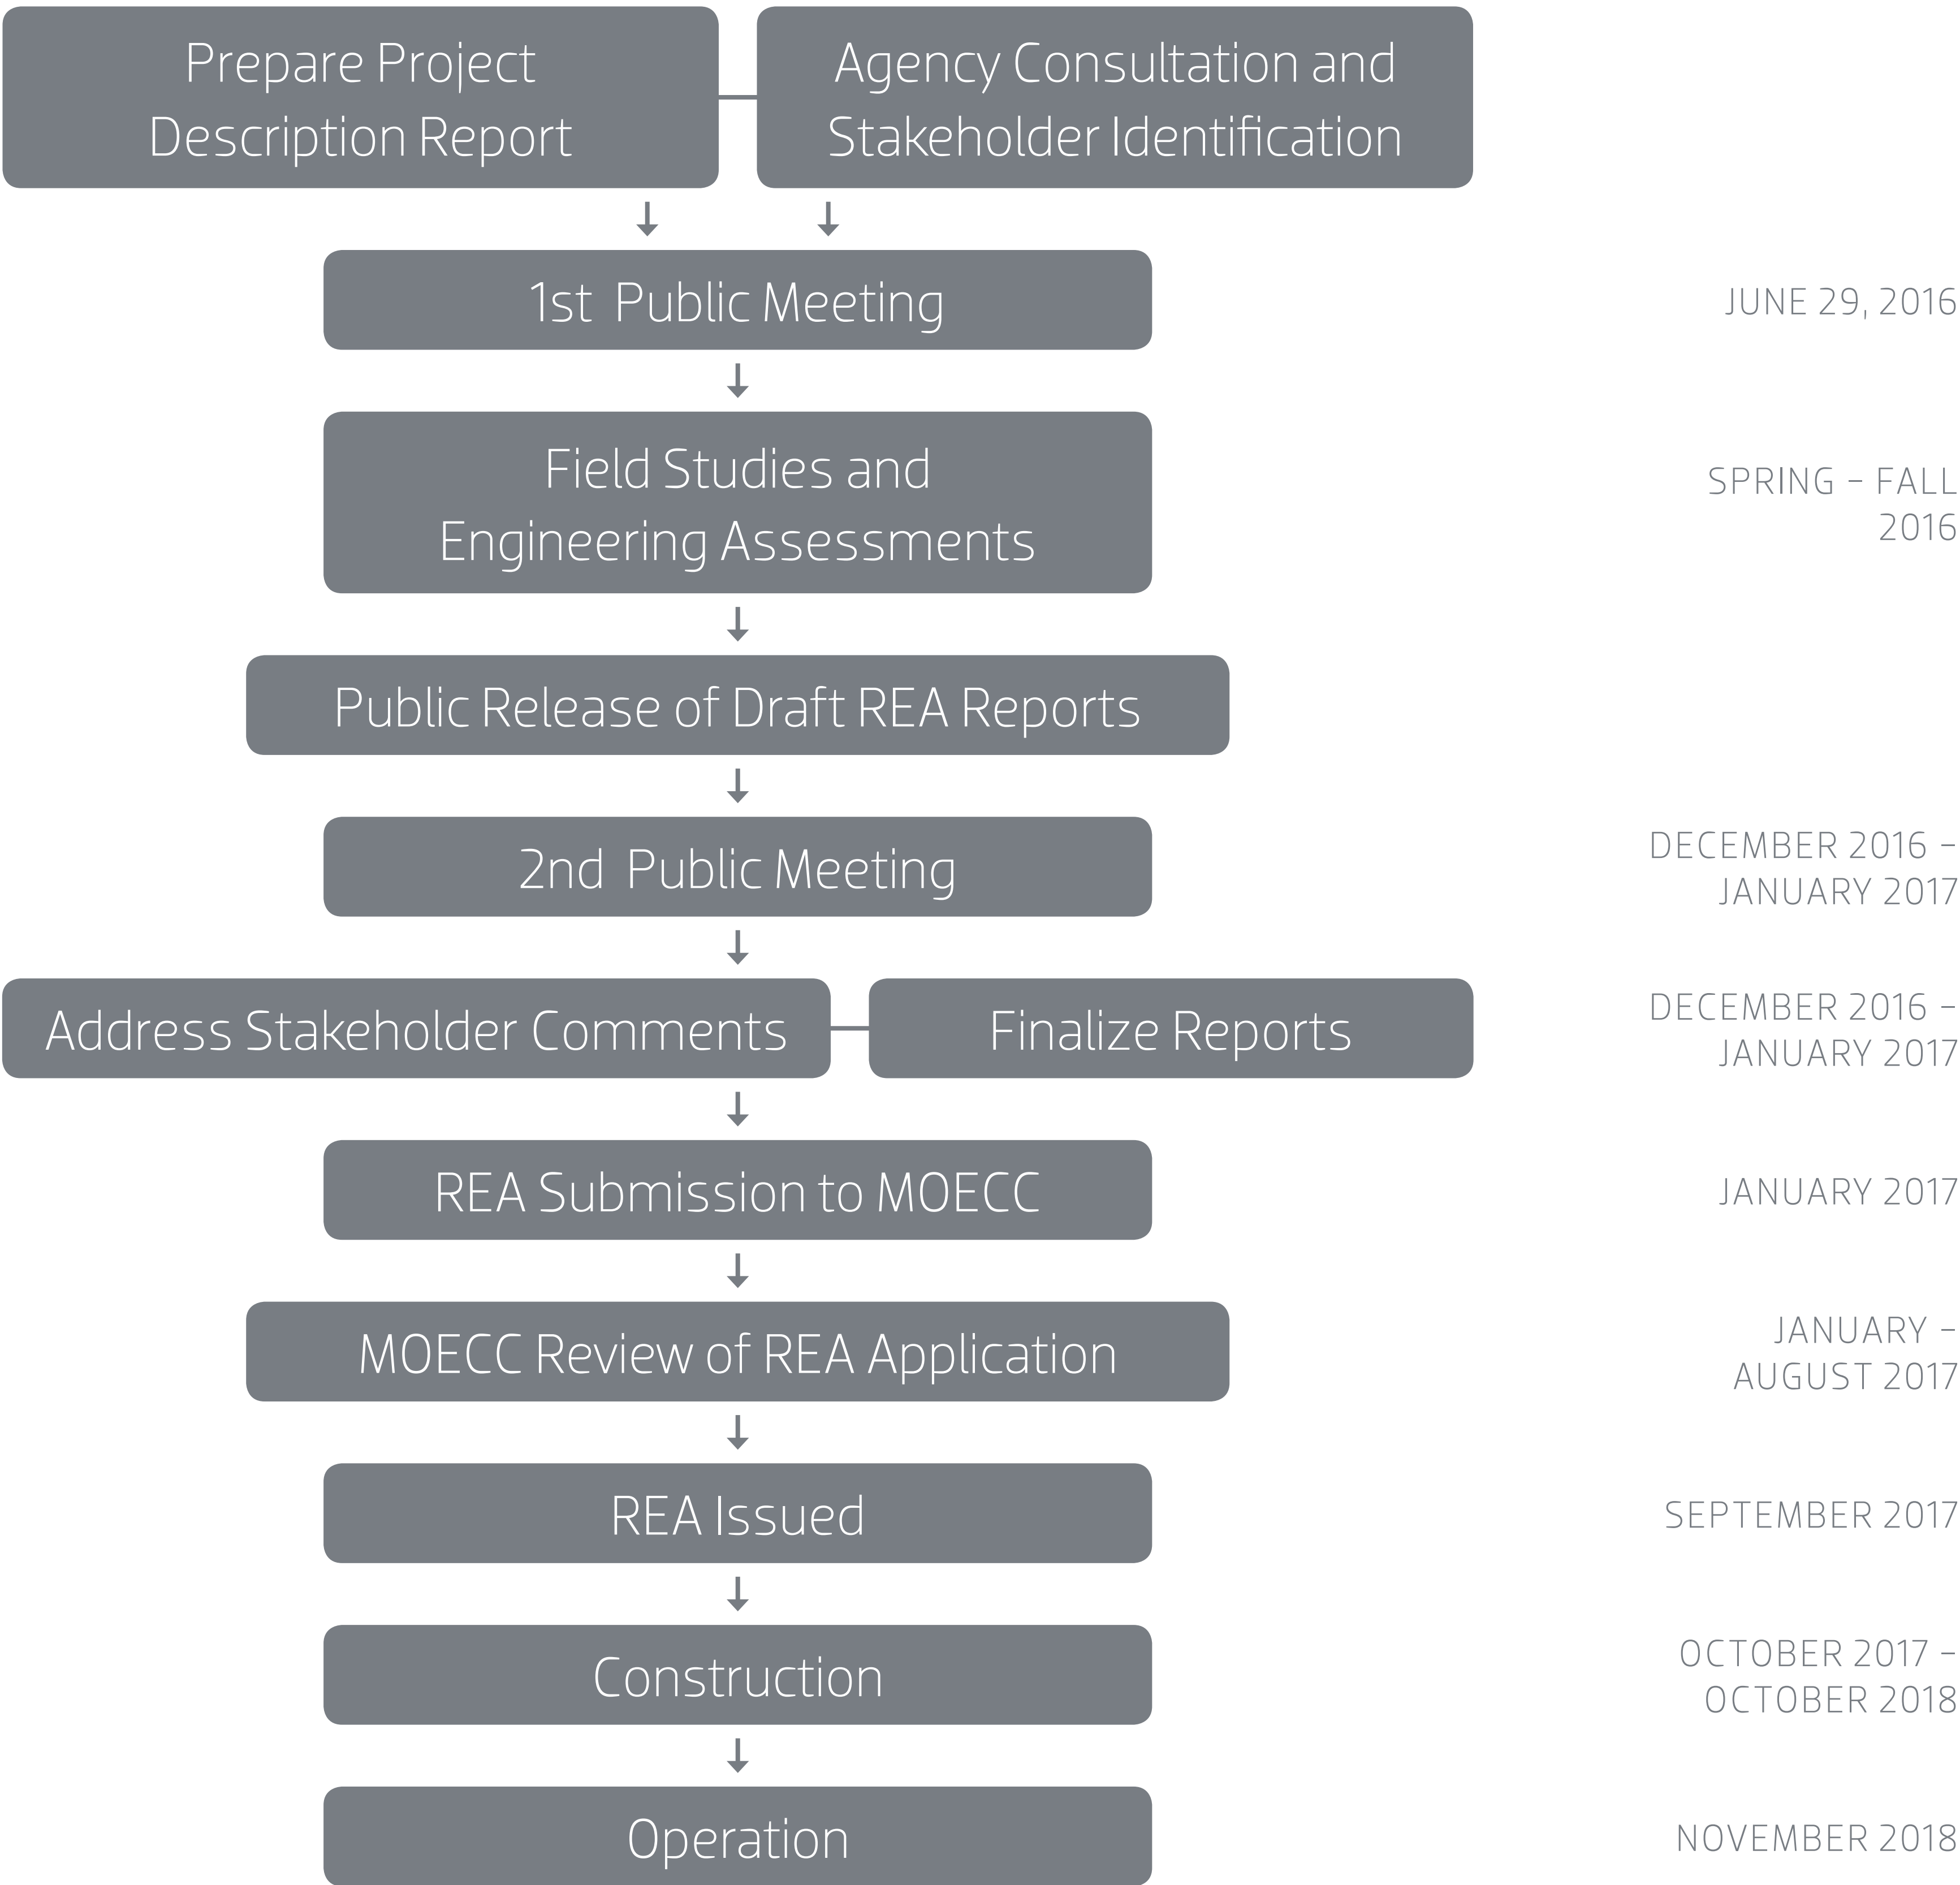 Prepare Project
Description Report
Agency Consultation and
Stakeholder Identification
1st Public Meeting
JUNE 29, 2016
Field Studies and
Engineering Assessments
SPRING - FALL
2016
Public Release of Draft REA Reports
2nd Public Meeting
DECEMBER 2016 -
JANUARY 2017
Address Stakeholder Comments
Finalize Reports
DECEMBER 2016 -
JANUARY 2017
REA Submission to MOECC
JANUARY 2017
MOECC Review of REA Application
JANUARY -
AUGUST 2017
REA Issued
SEPTEMBER 2017
Construction
OCTOBER 2017 -
OCTOBER 2018
Operation
NOVEMBER 2018